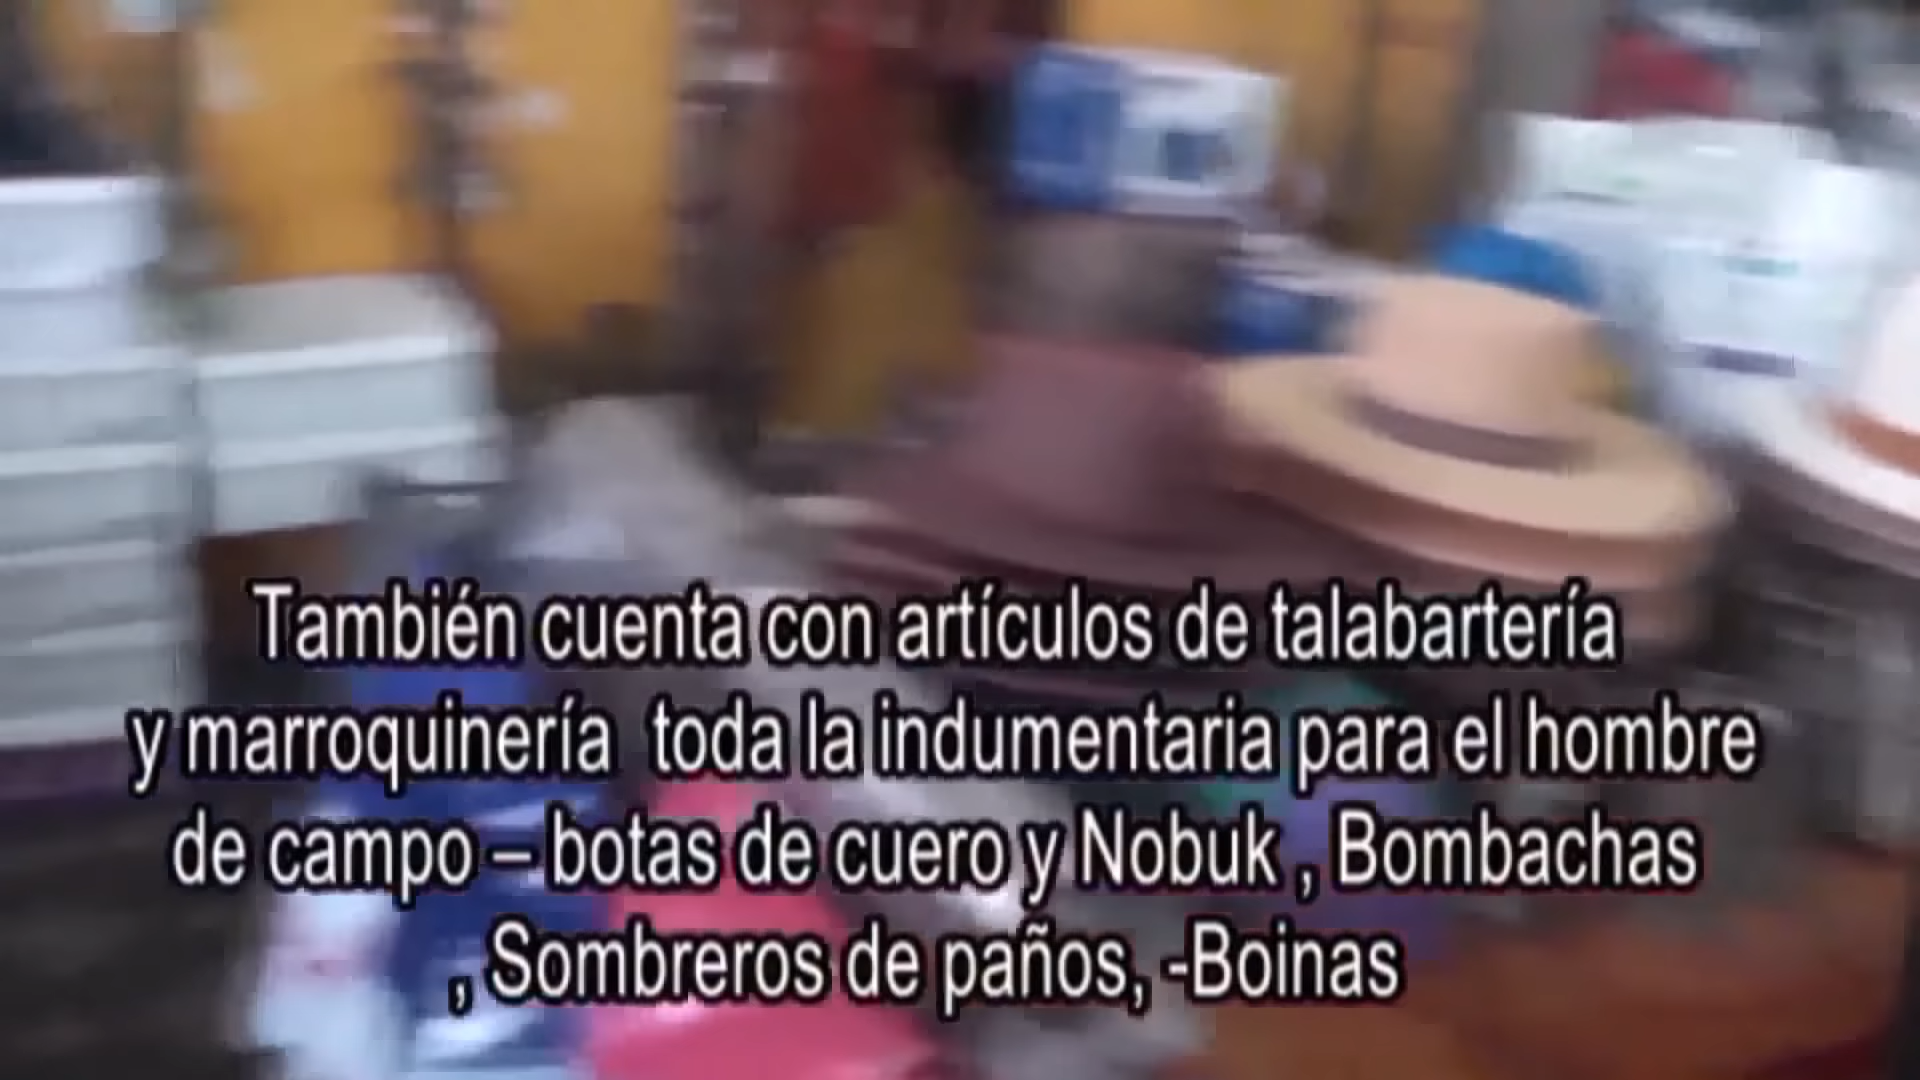 También cuenta con artículos de talabartería
y marroquinería  toda la indumentaria para el hombre
de campo – botas de cuero y Nobuk , Bombachas
, Sombreros de paños, -Boinas